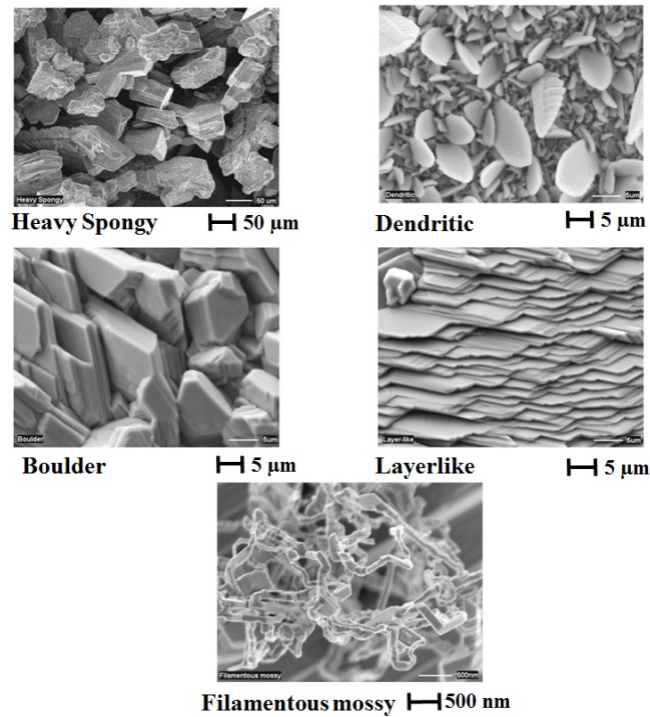 Heavy Spongy
50 um
Heavy Spongy 50 μm
Dendritic
5um
Dendritic 5 μm
Boulder
5um
Boulder 5 μm
Layer-like
5um
Layerlike 5 μm
Filamentous mossy
500nm
Filamentous mossy 500 nm